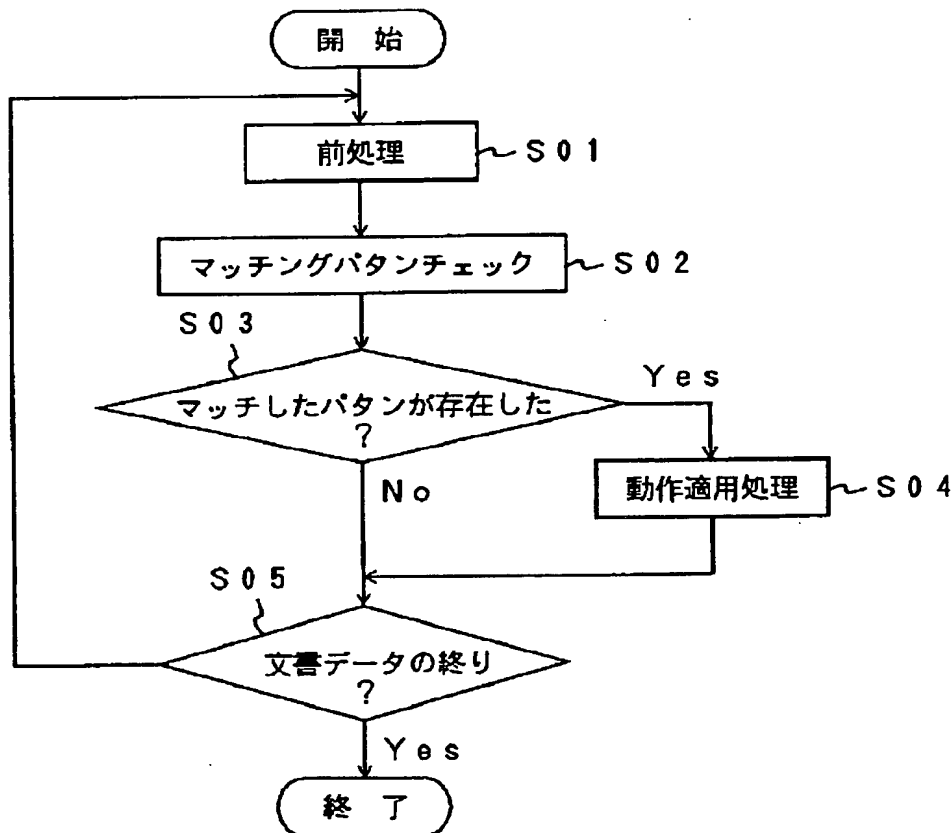 開 始
前処理
S01
マッチングパタンチェック
S02
S03
マッチしたパタンが存在した
?
Yes
No
動作適用処理
S04
S05
文書データの終り
?
Yes
終 了